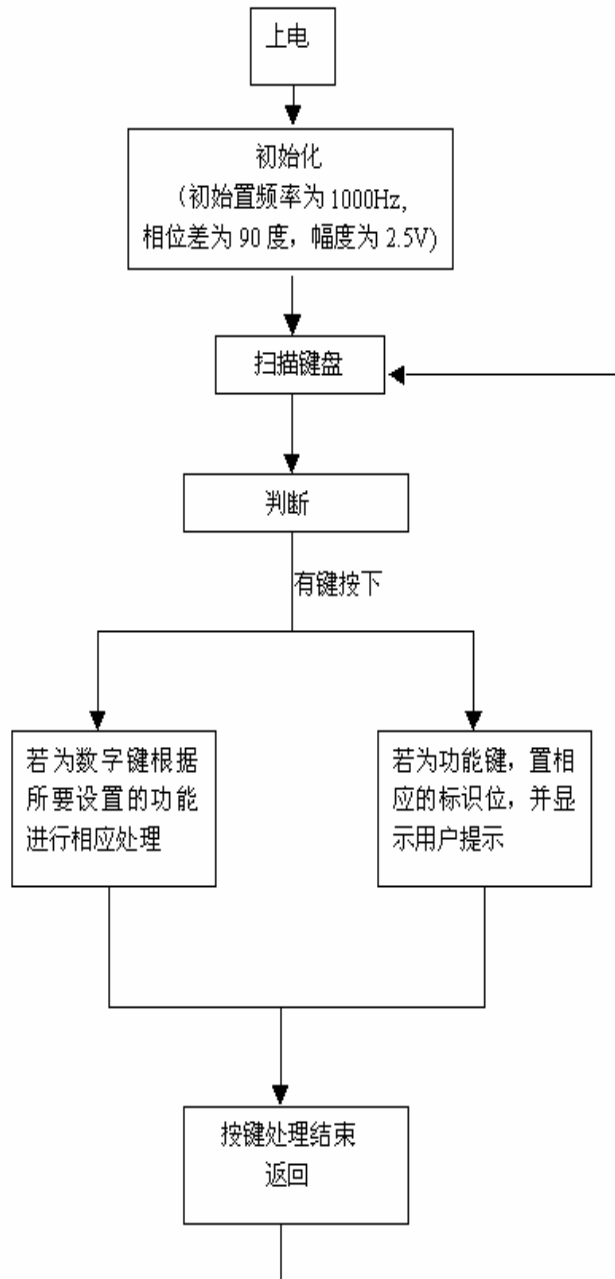 上电
初始化
（初始置频率为 1000Hz,
相位差为 90 度，幅度为 2.5V)
扫描键盘
判断
有键按下
若为数字键根据
所要设置的功能
进行相应处理
若为功能键，置相
应的标识位，并显
示用户提示
按键处理结束
返回